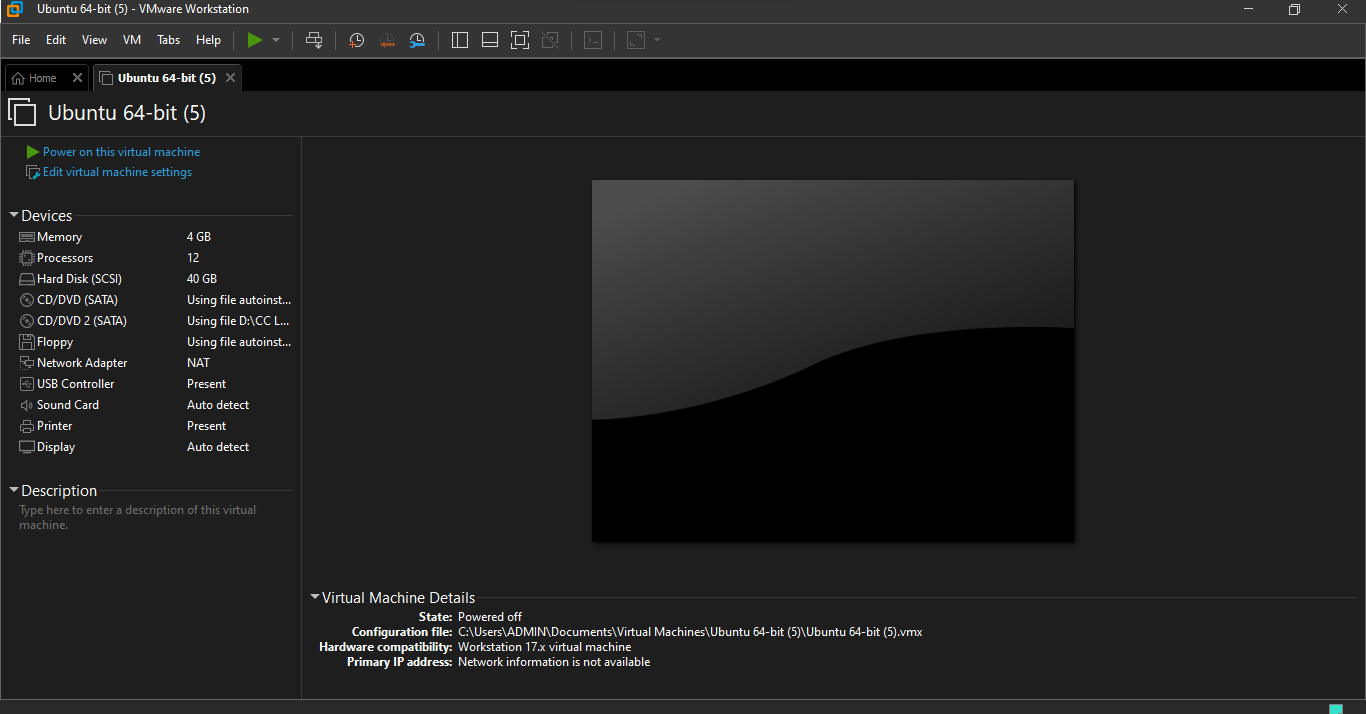 Ubuntu 64-bit (5) - VMware Workstation
File Edit View VM Tabs Help
Home Ubuntu 64-bit (5)
Ubuntu 64-bit (5)
Power on this virtual machine
Edit virtual machine settings
Devices
Memory 4 GB
Processors 12
Hard Disk (SCSI) 40 GB
CD/DVD (SATA) Using file autoinst...
CD/DVD 2 (SATA) Using file D:\CC L...
Floppy Using file autoinst...
Network Adapter NAT
USB Controller Present
Sound Card Auto detect
Printer Present
Display Auto detect
Description
Type here to enter a description of this virtual
machine.
Virtual Machine Details
State: Powered off
Configuration file: C:\Users\ADMIN\Documents\Virtual Machines\Ubuntu 64-bit (5)\Ubuntu 64-bit (5).vmx
Hardware compatibility: Workstation 17.x virtual machine
Primary IP address: Network information is not available